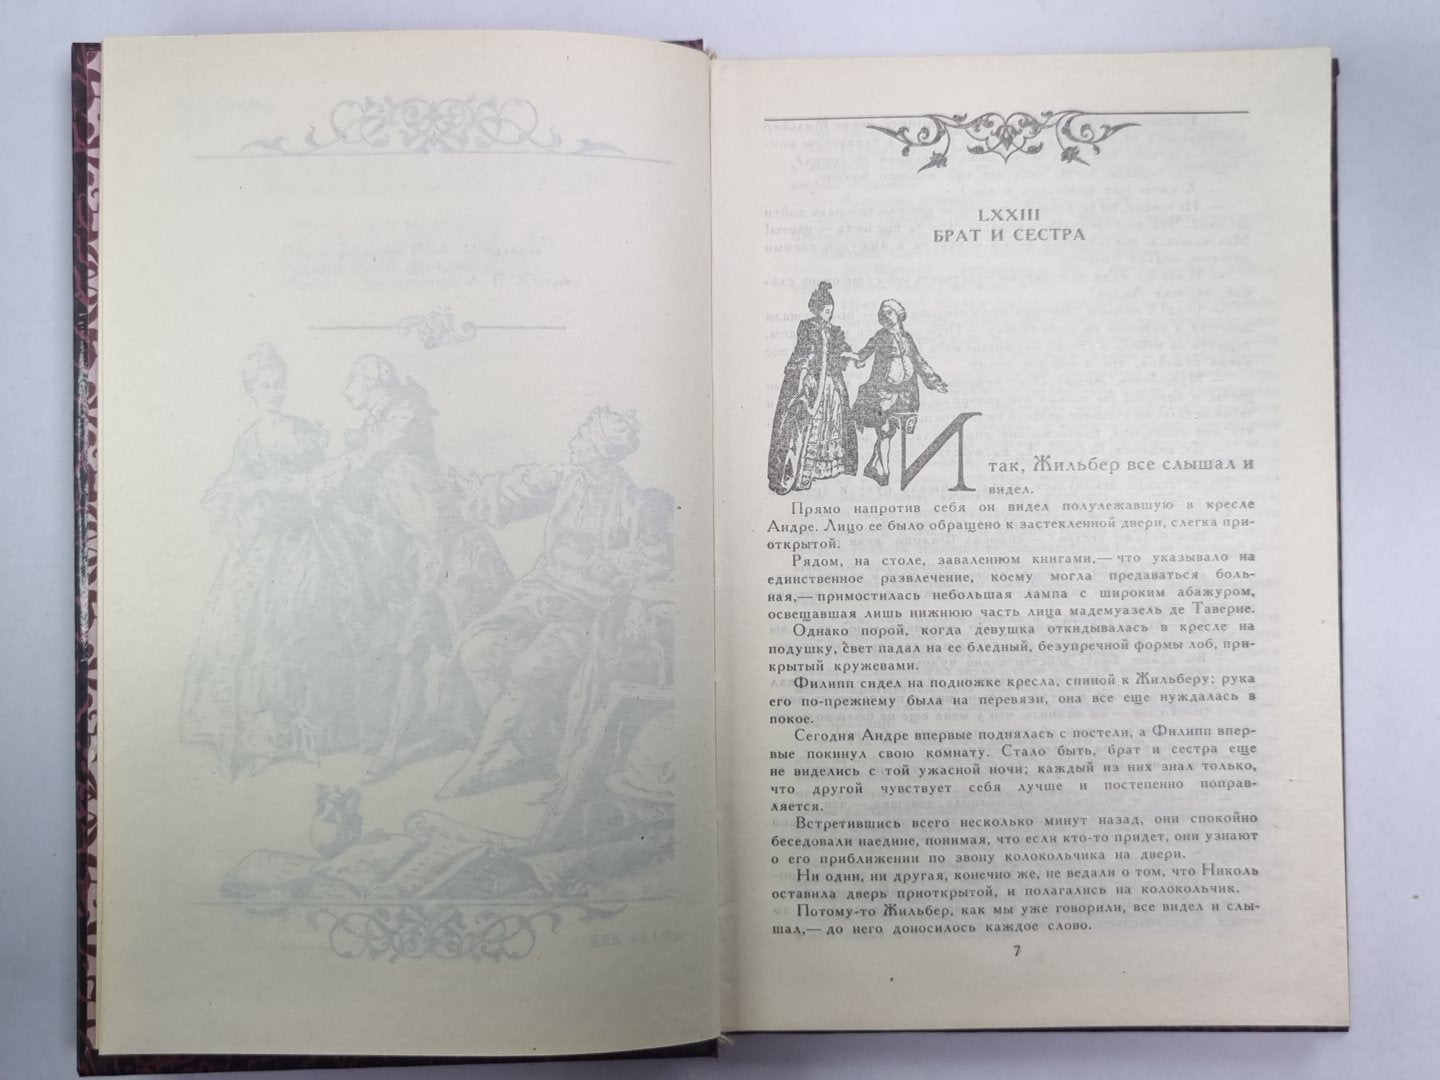 LXXIII
БРАТ И СЕСТРА
И так, Жильбер все слышал и
видел.
Прямо напротив себя он видел полулежавшую в кресле
Андре. Лицо ее было обращено к застекленной двери, слегка при-
открытой.
Рядом, на столе, заваленном книгами,— что указывало на
единственное развлечение, коему могла предаваться боль-
ная,— примостилась небольшая лампа с широким абажуром,
освещавшая лишь нижнюю часть лица мадемуазель де Таверне.
Однако порой, когда девушка откидывалась в кресле на
подушку, свет падал на ее бледный, безупречной формы лоб, при-
крытый кружевами.
Филипп сидел на подножке кресла, спиной к Жильберу; рука
его по-прежнему была на перевязи, она все еще нуждалась в
покое.
Сегодня Андре впервые поднялась с постели, а Филипп впер-
вые покинул свою комнату. Стало быть, брат и сестра еще
не виделись с той ужасной ночи; каждый из них знал только,
что другой чувствует себя лучше и постепенно поправ-
ляется.
Встретившись всего несколько минут назад, они спокойно
беседовали наедине, понимая, что если кто-то придет, они узнают
о его приближении по звону колокольчика на двери.
Ни один, ни другая, конечно же, не ведали о том, что Николь
оставила дверь приоткрытой, и полагались на колокольчик.
Потому-то Жильбер, как мы уже говорили, все видел и слы-
шал,— до него доносилось каждое слово.
7